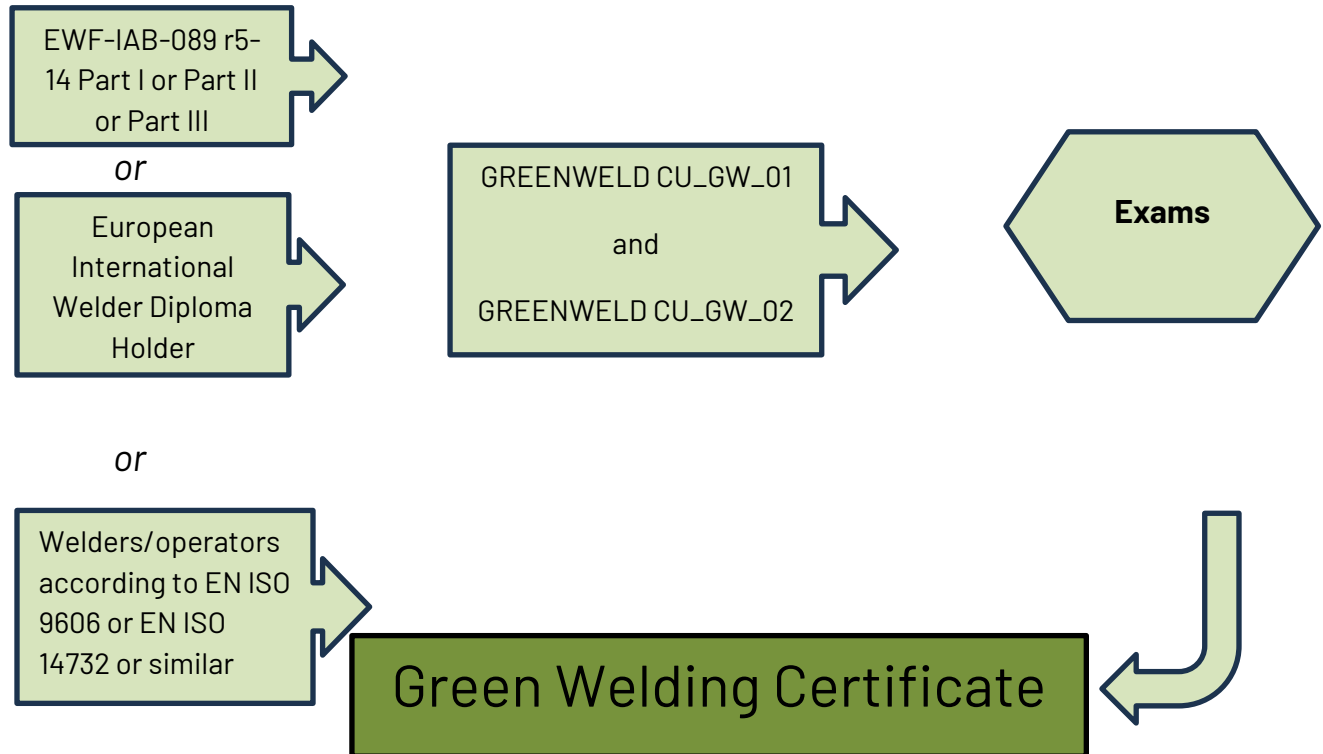 EWF-IAB-089 r5-
14 Part I or Part II
or Part III
or
European
International
Welder Diploma
Holder
or
Welders/operators
according to EN ISO
9606 or EN ISO
14732 or similar
GREENWELD CU_GW_01
and
GREENWELD CU_GW_02
Exams
Green Welding Certificate